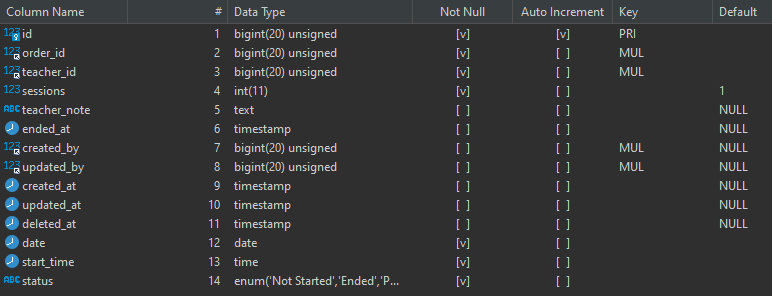 Column Name # Data Type Not Null Auto Increment Key Default
123 id 1 bigint(20) unsigned [v] [v] PRI
123 order_id 2 bigint(20) unsigned [v] [ ] MUL
123 teacher_id 3 bigint(20) unsigned [v] [ ] MUL
123 sessions 4 int(11) [v] [ ] 1
ABC teacher_note 5 text [ ] [ ] NULL
ended_at 6 timestamp [ ] [ ] NULL
123 created_by 7 bigint(20) unsigned [ ] [ ] MUL NULL
123 updated_by 8 bigint(20) unsigned [ ] [ ] MUL NULL
created_at 9 timestamp [ ] [ ] NULL
updated_at 10 timestamp [ ] [ ] NULL
deleted_at 11 timestamp [ ] [ ] NULL
date 12 date [v] [ ]
start_time 13 time [v] [ ]
ABC status 14 enum('Not Started','Ended','P... [v] [ ]